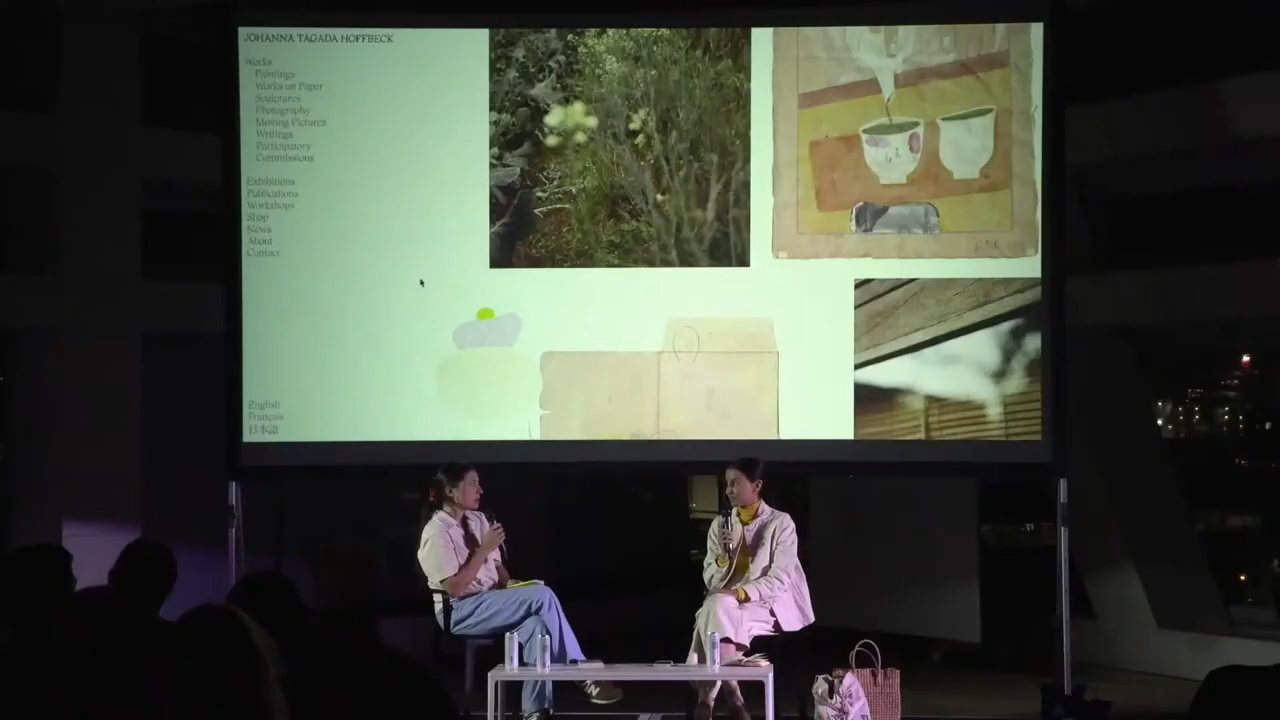 JOHANNA TAGADA HOFFBECK
Works
Paintings
Works on Paper
Sculptures
Photography
Moving Pictures
Writings
Participatory
Commissions
Exhibitions
Publications
Workshops
Shop
News
About
Contact
English
Français
日本語